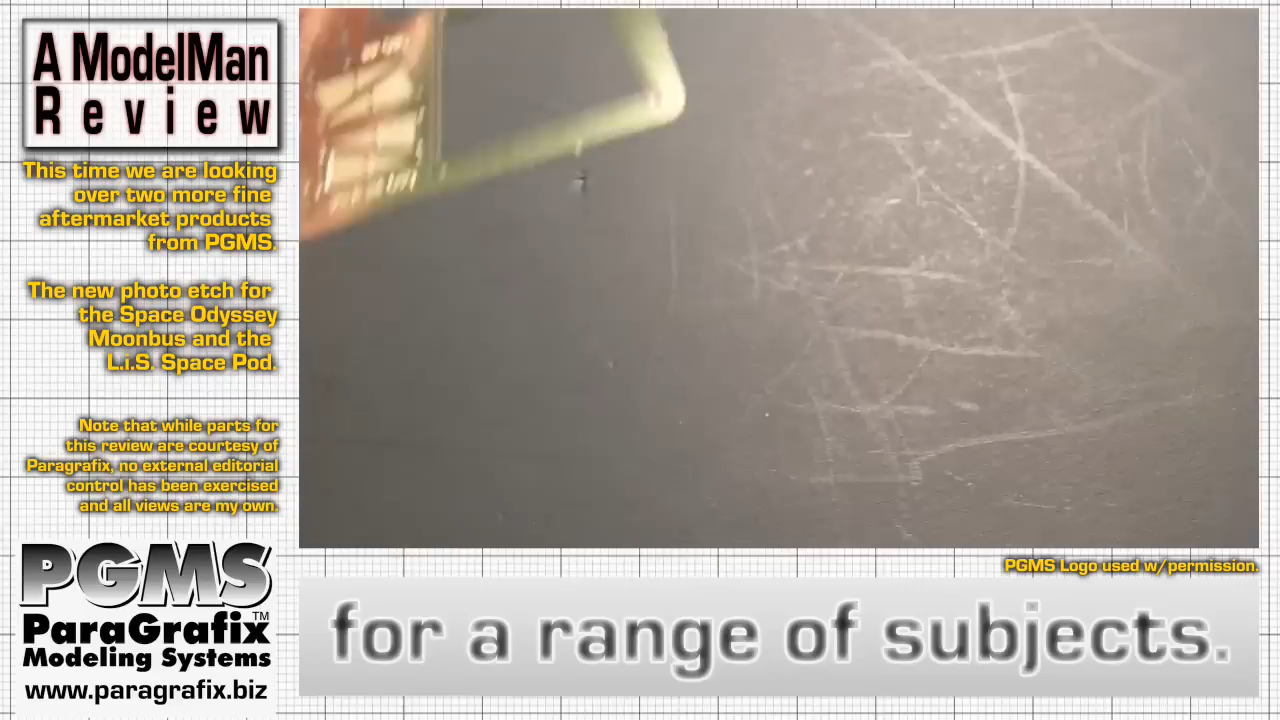 A ModelMan
Review
This time we are looking
over two more fine
aftermarket products
from PGMS.
The new photo etch for
the Space Odyssey
Moonbus and the
L.i.S. Space Pod.
Note that while parts for
this review are courtesy of
Paragrafix, no external editorial
control has been exercised
and all views are my own.
PGMS
ParaGrafix™
Modeling Systems
www.paragrafix.biz
PGMS Logo used w/permission.
for a range of subjects.